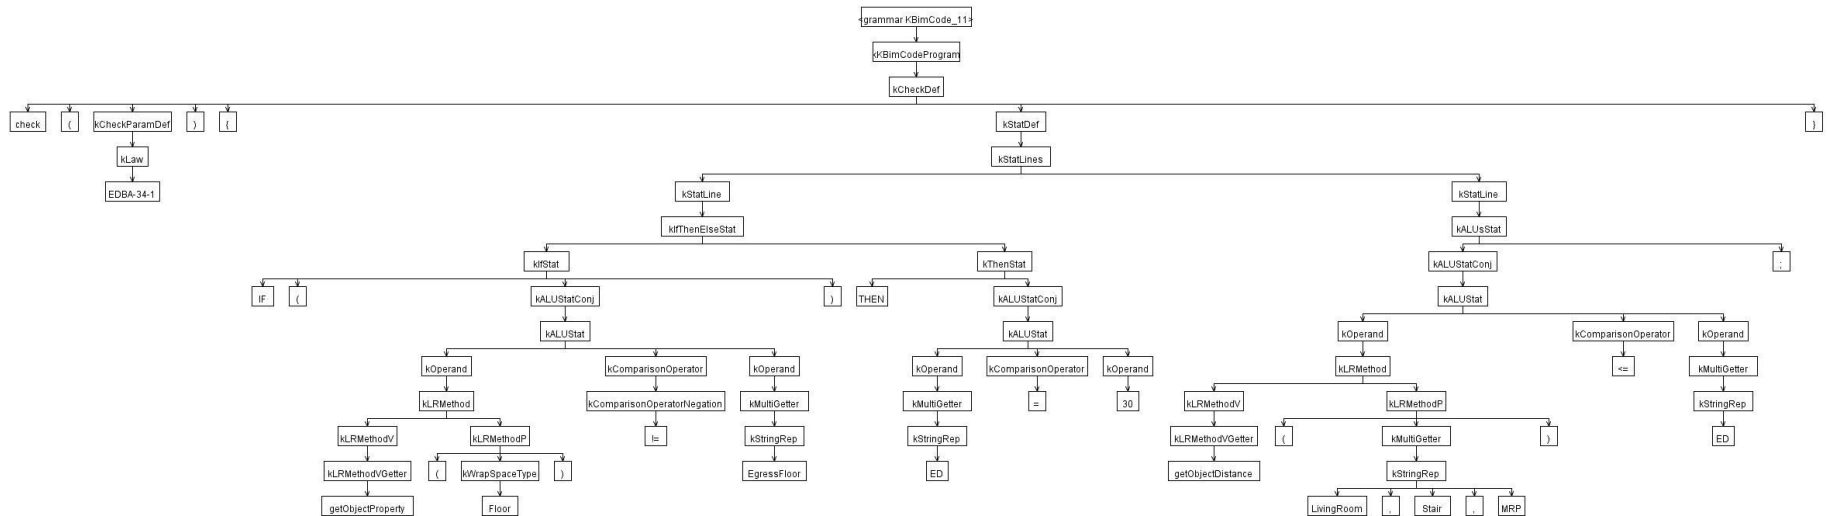 <grammar KBimCode_11>
kKBimCodeProgram
kCheckDef
check ( kCheckParamDef ) { kStatDef }
kLaw kStatLines
EDBA-34-1 kStatLine kStatLine
kIfThenElseStat kALUsStat
kIfStat kThenStat kALUStatConj ;
IF ( kALUStatConj ) THEN kALUStatConj kALUStat
kALUStat kALUStat kOperand kComparisonOperator kOperand
kOperand kComparisonOperator kOperand kOperand kComparisonOperator kOperand kLRMethod <= kMultiGetter
kLRMethod kComparisonOperatorNegation kMultiGetter kMultiGetter = 30 kLRMethodV kLRMethodP kStringRep
kLRMethodV kLRMethodP != kStringRep kStringRep kLRMethodVGetter ( kMultiGetter ) ED
kLRMethodVGetter ( kWrapSpaceType ) EgressFloor ED getObjectDistance kStringRep
getObjectProperty Floor LivingRoom , Stair , MRP